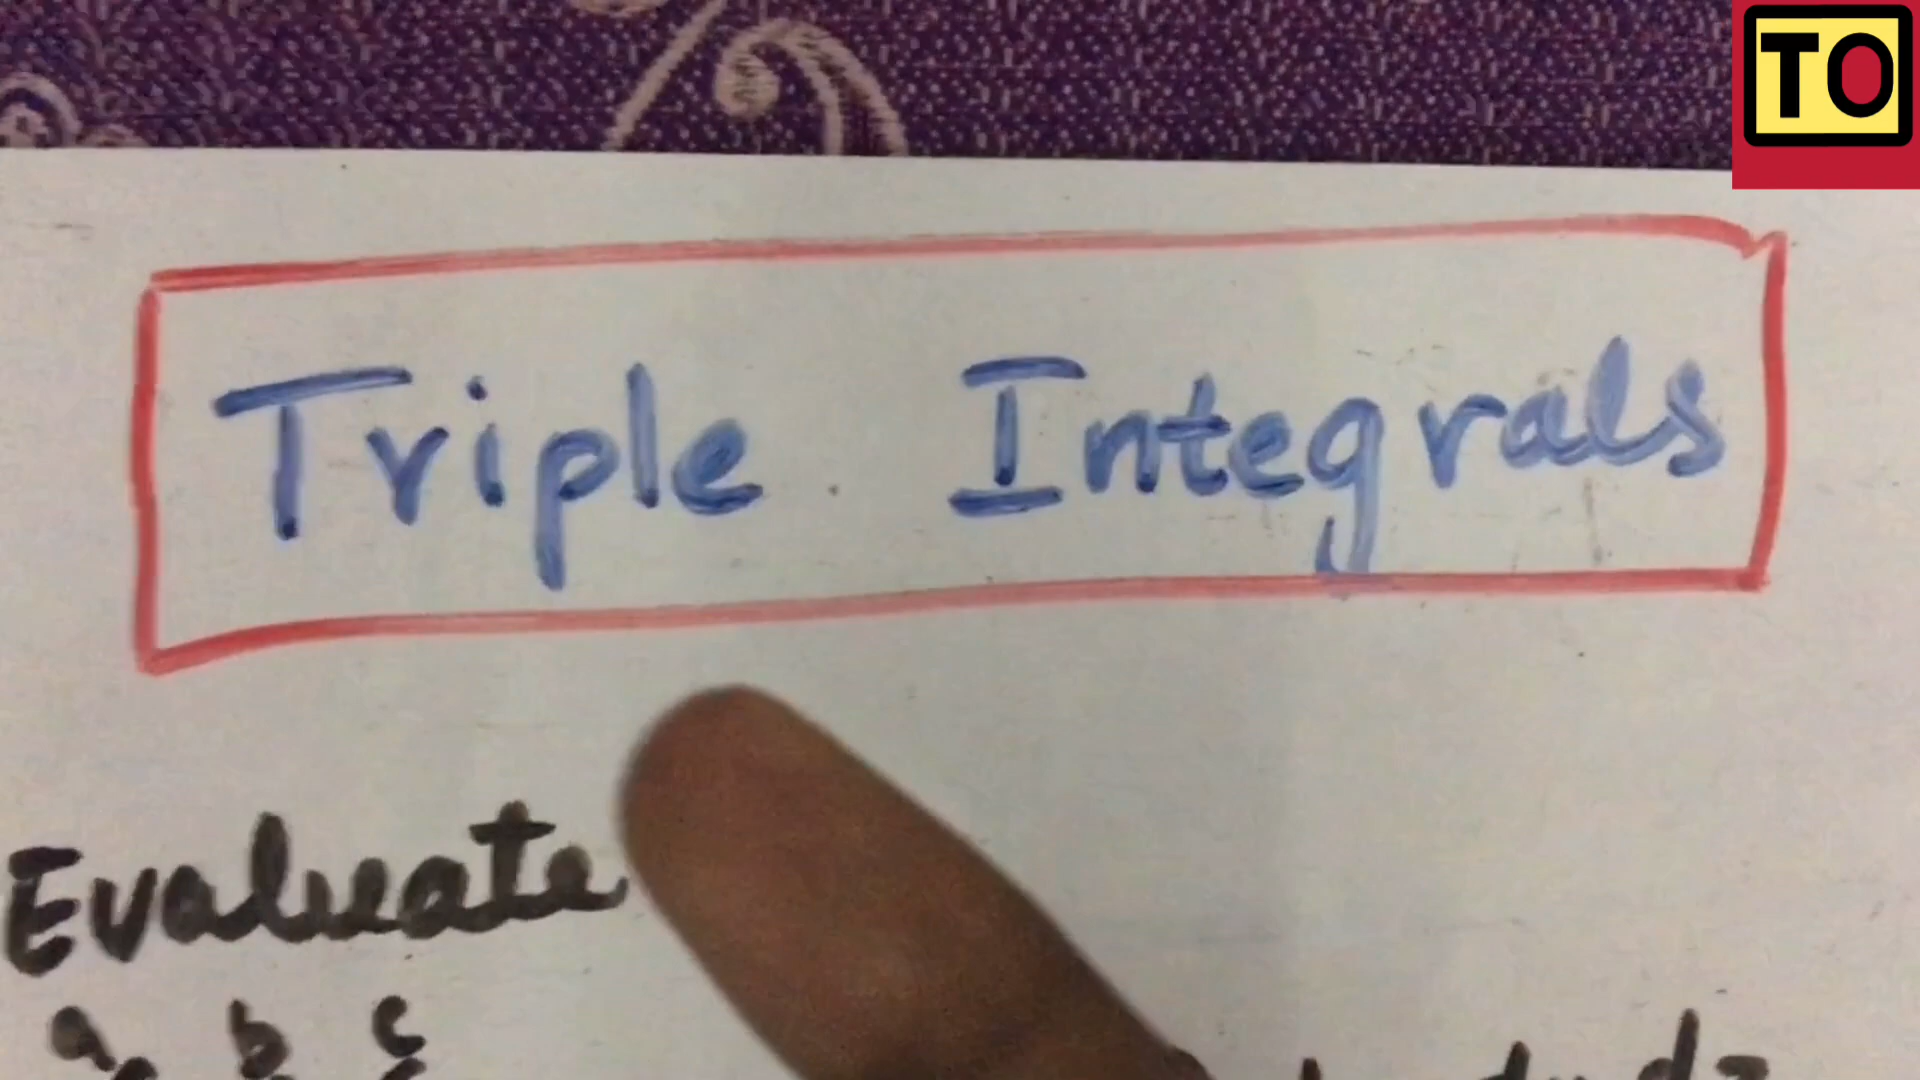 TO
Triple Integrals
Evaluate
a b c